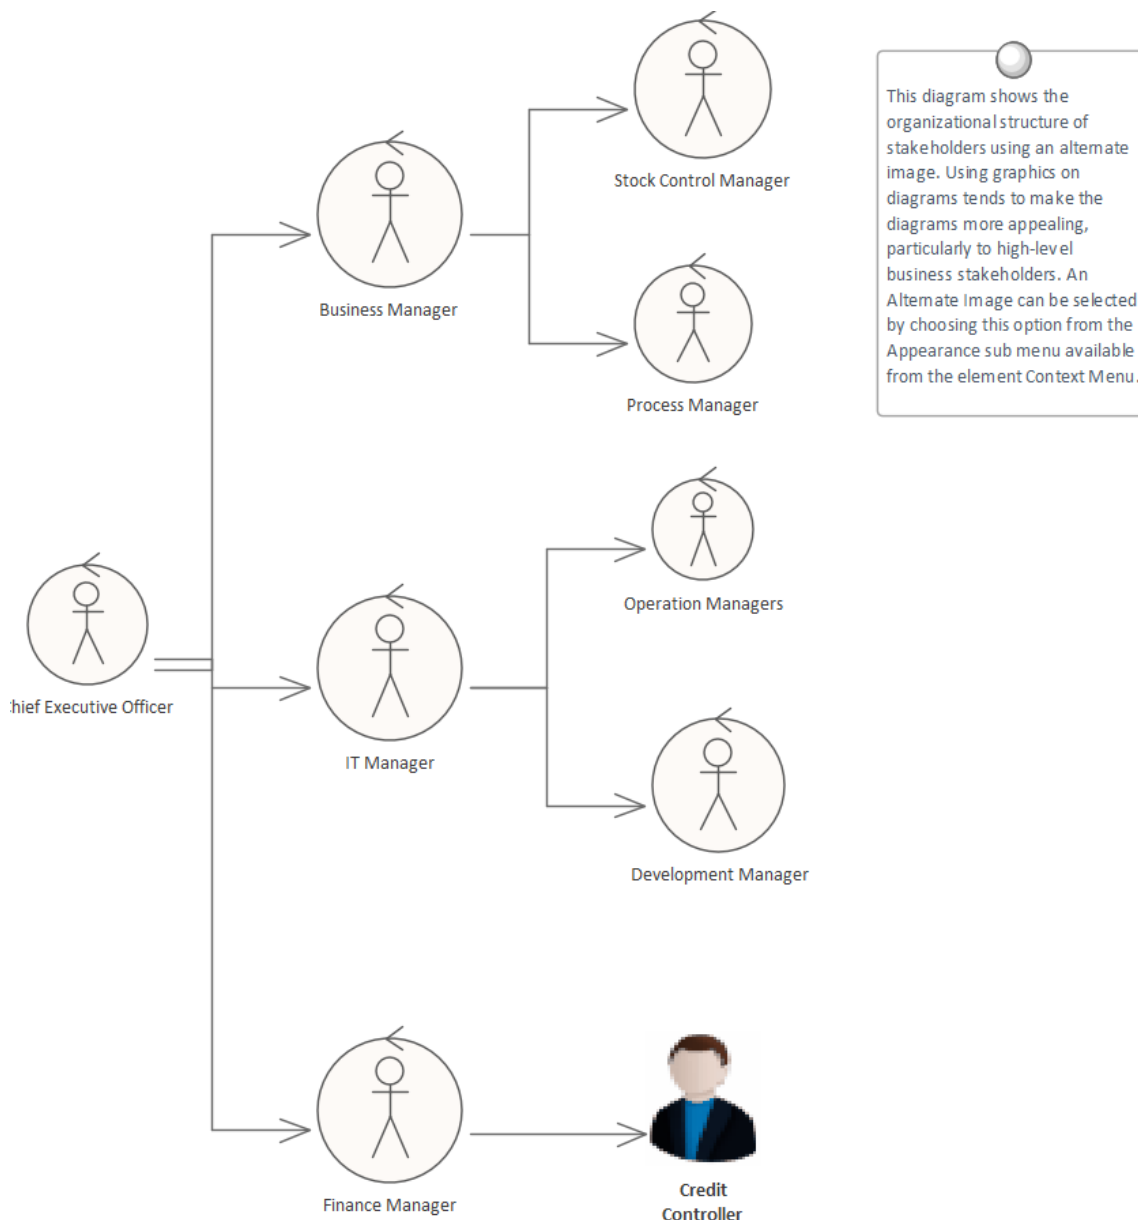 Stock Control Manager
This diagram shows the
organizational structure of
stakeholders using an alternate
image. Using graphics on
diagrams tends to make the
diagrams more appealing,
particularly to high-level
business stakeholders. An
Alternate Image can be selected
by choosing this option from the
Appearance sub menu available
from the element Context Menu.
Business Manager
Process Manager
Operation Managers
hief Executive Officer
IT Manager
Development Manager
Finance Manager
Credit
Controller